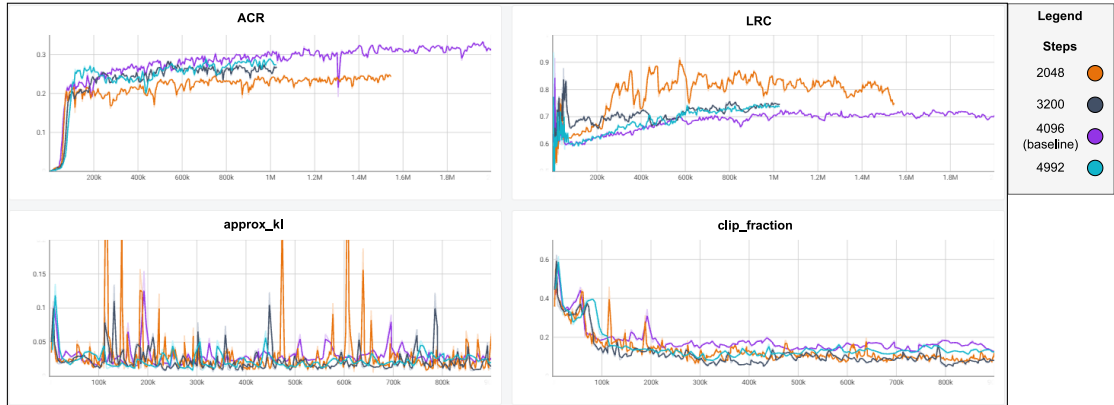 ACR
0.3
0.2
0.1
200k 400k 600k 800k 1M 1.2M 1.4M 1.6M 1.8M
LRC
0.9
0.8
0.7
0.6
200k 400k 600k 800k 1M 1.2M 1.4M 1.6M 1.8M
Legend
Steps
2048
3200
4096
(baseline)
4992
approx_kl
0.15
0.1
0.05
100k 200k 300k 400k 500k 600k 700k 800k
clip_fraction
0.6
0.4
0.2
100k 200k 300k 400k 500k 600k 700k 800k